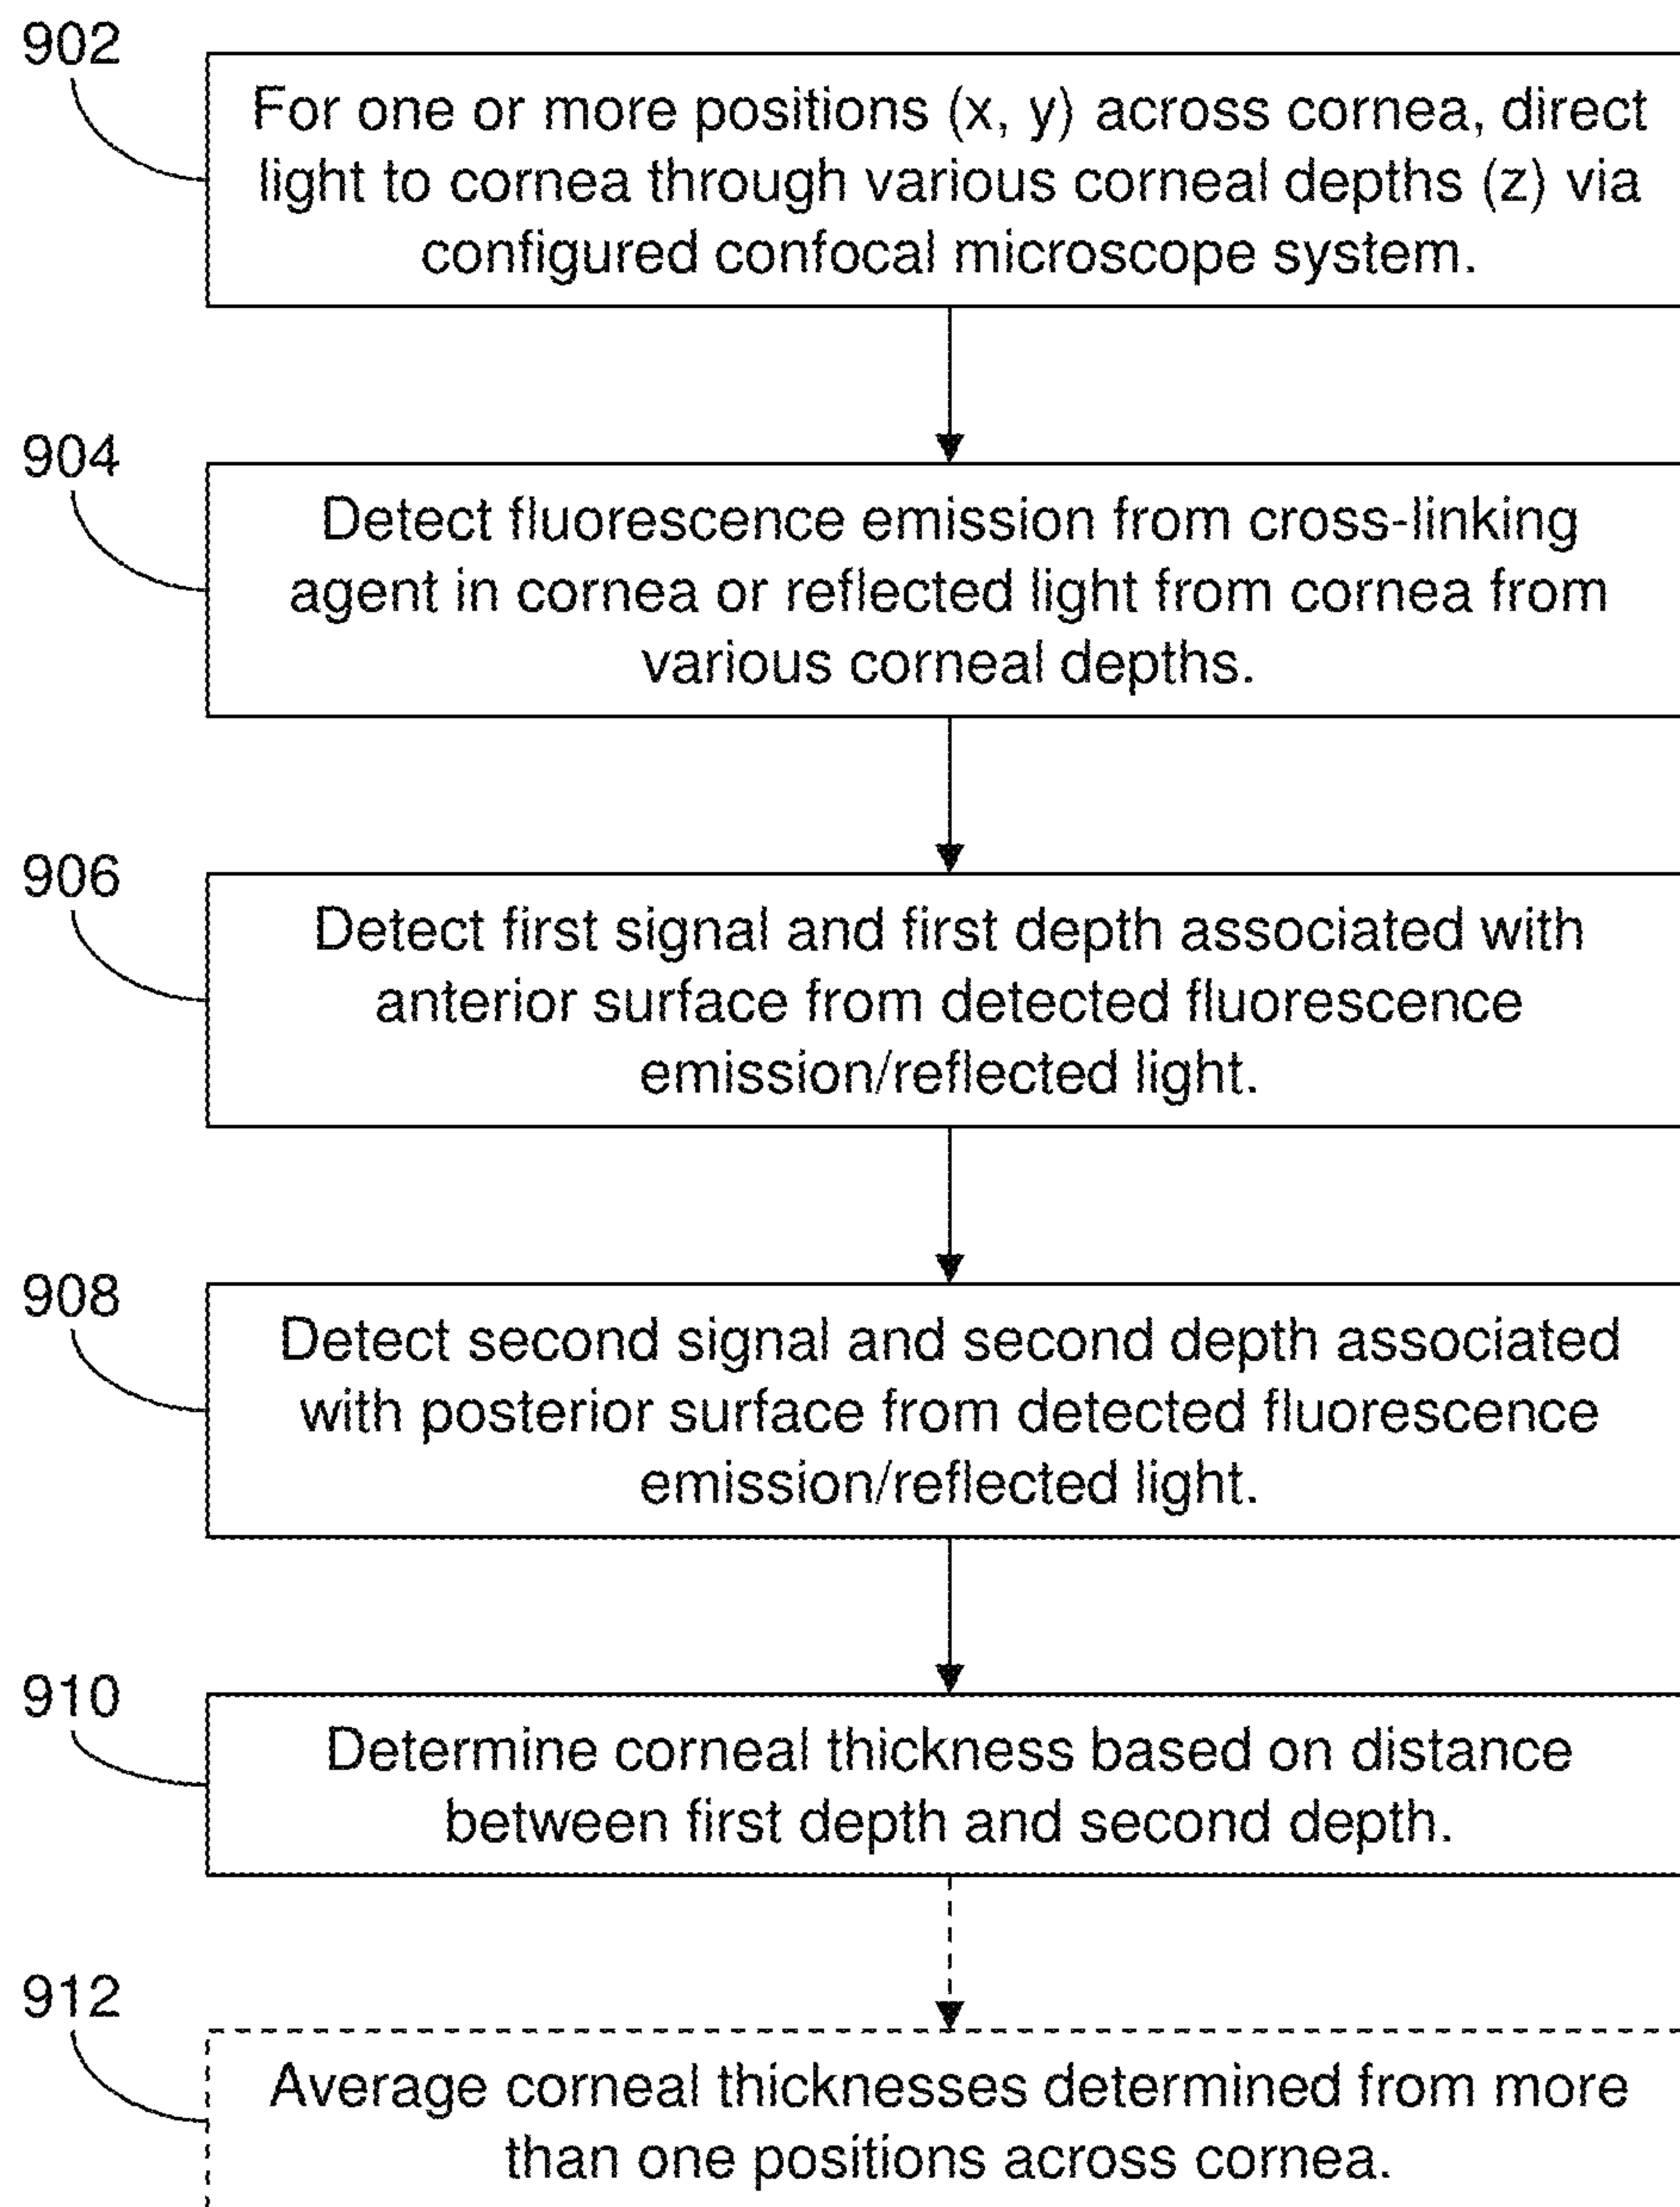 902
For one or more positions (x, y) across cornea, direct
light to cornea through various corneal depths (z) via
configured confocal microscope system.
904
Detect fluorescence emission from cross-linking
agent in cornea or reflected light from cornea from
various corneal depths.
906
Detect first signal and first depth associated with
anterior surface from detected fluorescence
emission/reflected light.
908
Detect second signal and second depth associated
with posterior surface from detected fluorescence
emission/reflected light.
910
Determine corneal thickness based on distance
between first depth and second depth.
912
Average corneal thicknesses determined from more
than one positions across cornea.